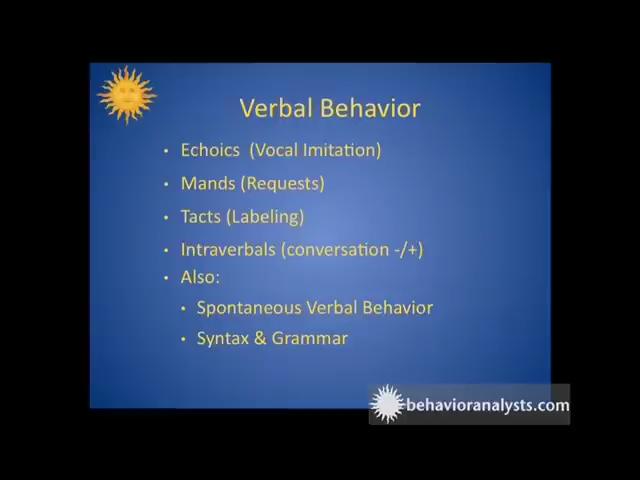 Verbal Behavior
• Echoics (Vocal Imitation)
• Mands (Requests)
• Tacts (Labeling)
• Intraverbals (conversation -/+)
• Also:
• Spontaneous Verbal Behavior
• Syntax & Grammar
behavioranalysts.com